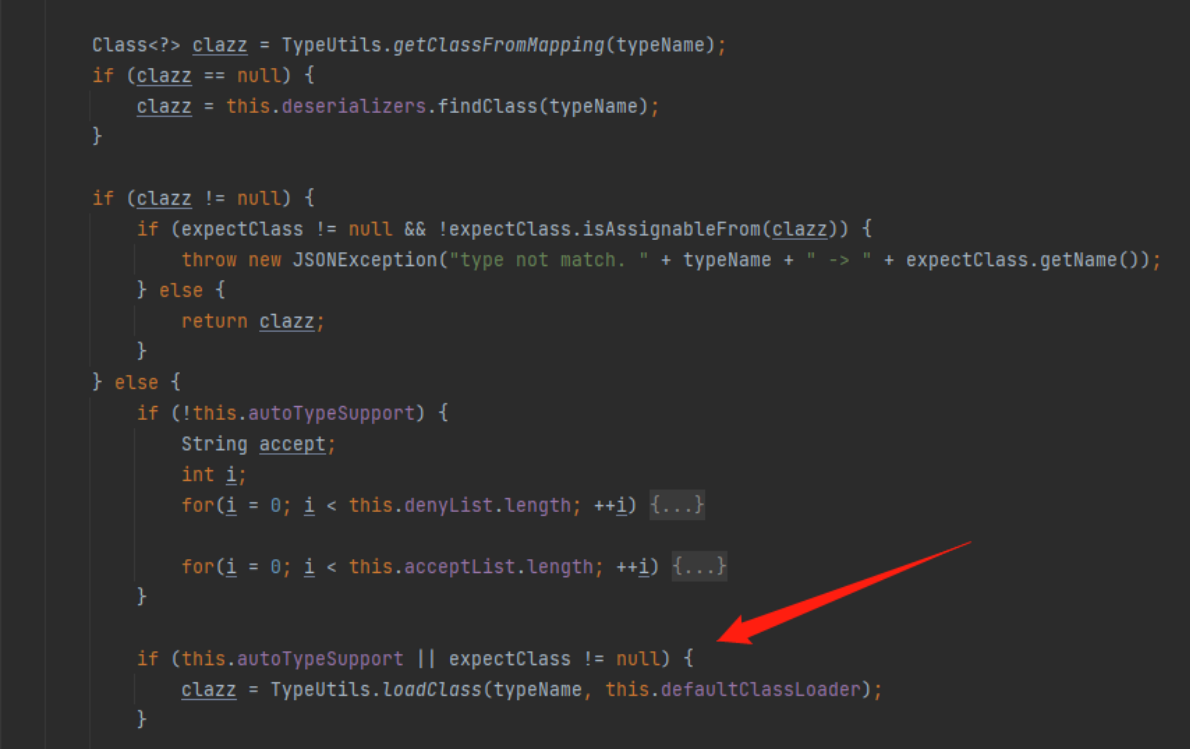 Class<?> clazz = TypeUtils.getClassFromMapping(typeName);
if (clazz == null) {
    clazz = this.deserializers.findClass(typeName);
}
if (clazz != null) {
    if (expectClass != null && !expectClass.isAssignableFrom(clazz)) {
        throw new JSONException("type not match. " + typeName + " -> " + expectClass.getName());
    } else {
        return clazz;
    }
} else {
    if (!this.autoTypeSupport) {
        String accept;
        int i;
        for(i = 0; i < this.denyList.length; ++i) {...}
        for(i = 0; i < this.acceptList.length; ++i) {...}
    }
    if (this.autoTypeSupport || expectClass != null) {
        clazz = TypeUtils.loadClass(typeName, this.defaultClassLoader);
    }